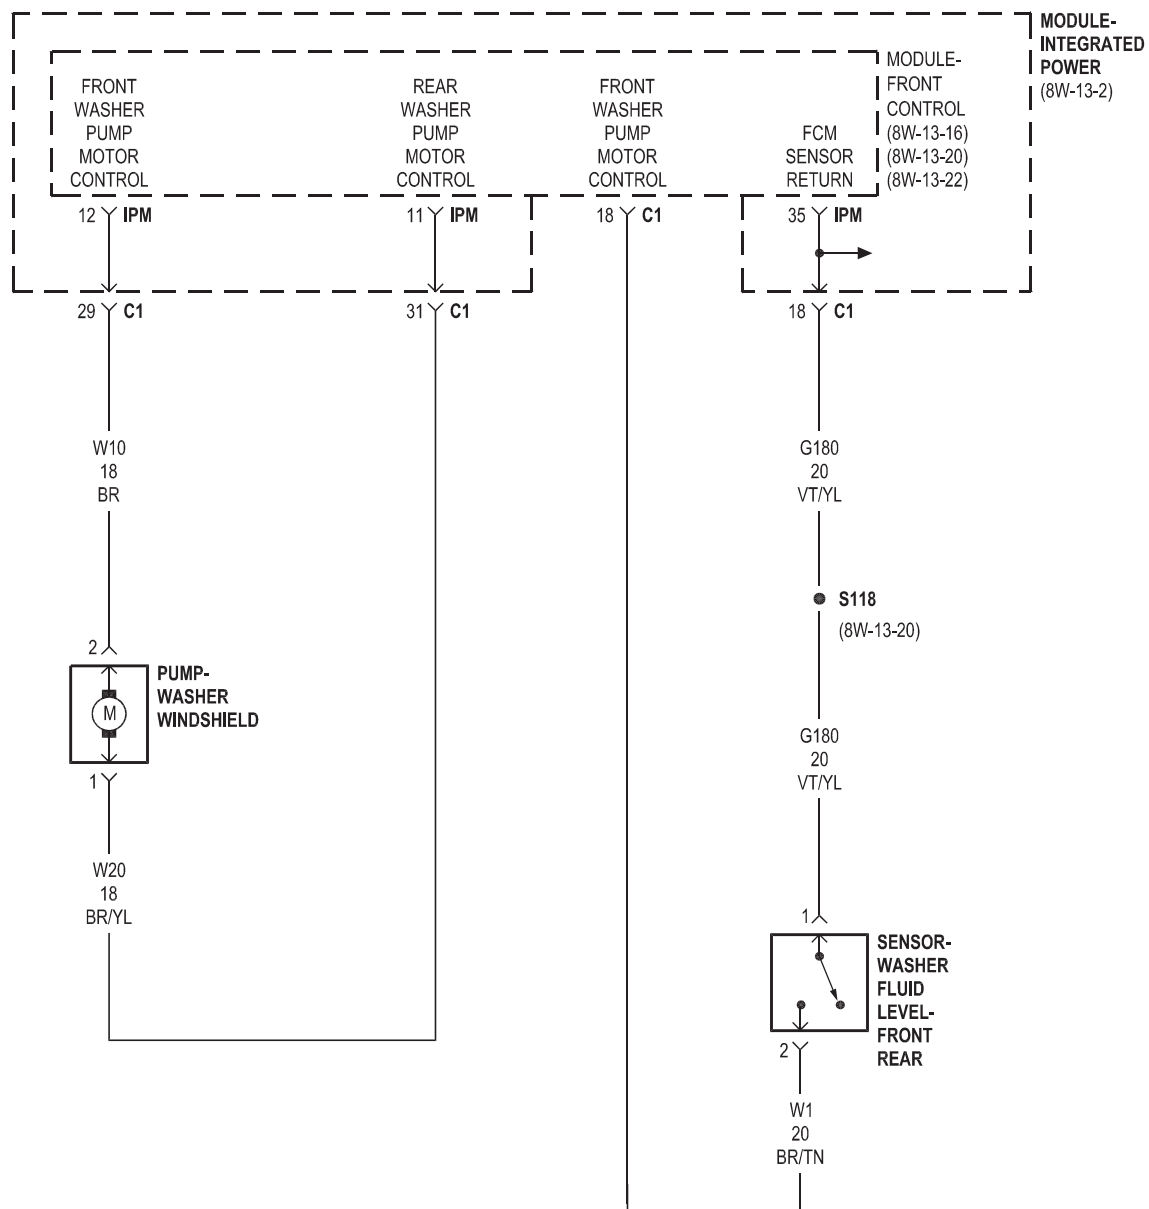 MODULE-
INTEGRATED
POWER
(8W-13-2)
MODULE-
FRONT
CONTROL
(8W-13-16)
(8W-13-20)
(8W-13-22)
FRONT
WASHER
PUMP
MOTOR
CONTROL
REAR
WASHER
PUMP
MOTOR
CONTROL
FRONT
WASHER
PUMP
MOTOR
CONTROL
FCM
SENSOR
RETURN
12 IPM
11 IPM
18 C1
35 IPM
29 C1
31 C1
18 C1
W10
18
BR
G180
20
VT/YL
S118
(8W-13-20)
2
PUMP-
WASHER
WINDSHIELD
M
1
G180
20
VT/YL
W20
18
BR/YL
1
SENSOR-
WASHER
FLUID
LEVEL-
FRONT
REAR
2
W1
20
BR/TN